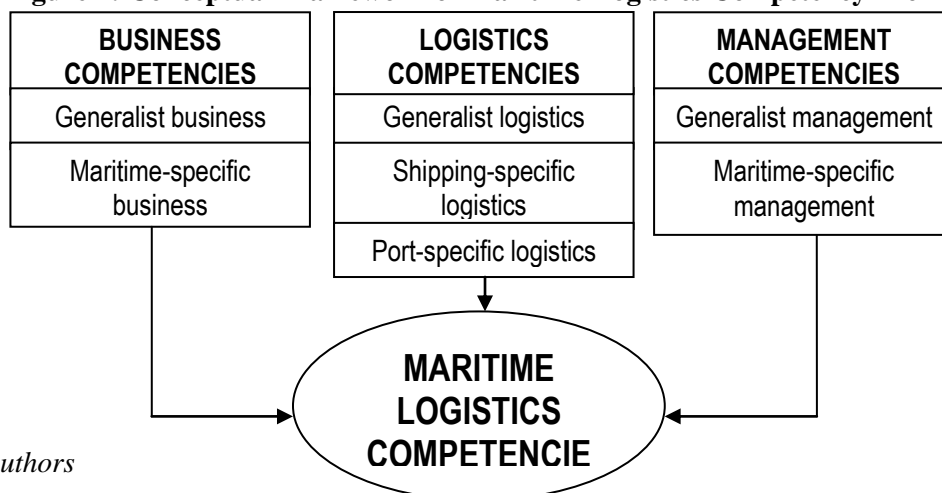 BUSINESS
COMPETENCIES
Generalist business
Maritime-specific
business
LOGISTICS
COMPETENCIES
Generalist logistics
Shipping-specific
logistics
Port-specific logistics
MANAGEMENT
COMPETENCIES
Generalist management
Maritime-specific
management
MARITIME
LOGISTICS
COMPETENCIE
uthors